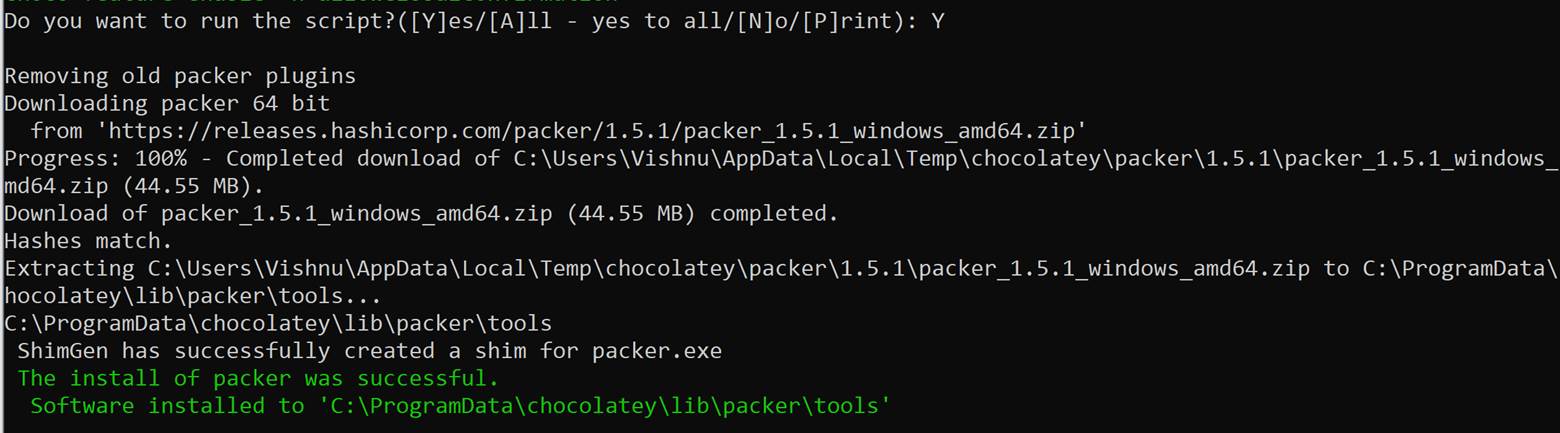 Do you want to run the script?([Y]es/[A]ll - yes to all/[N]o/[P]rint): Y
Removing old packer plugins
Downloading packer 64 bit
from 'https://releases.hashicorp.com/packer/1.5.1/packer_1.5.1_windows_amd64.zip'
Progress: 100% - Completed download of C:\Users\Vishnu\AppData\Local\Temp\chocolatey\packer\1.5.1\packer_1.5.1_windows_
md64.zip (44.55 MB).
Download of packer_1.5.1_windows_amd64.zip (44.55 MB) completed.
Hashes match.
Extracting C:\Users\Vishnu\AppData\Local\Temp\chocolatey\packer\1.5.1\packer_1.5.1_windows_amd64.zip to C:\ProgramData\
hocolatey\lib\packer\tools...
C:\ProgramData\chocolatey\lib\packer\tools
ShimGen has successfully created a shim for packer.exe
The install of packer was successful.
Software installed to 'C:\ProgramData\chocolatey\lib\packer\tools'